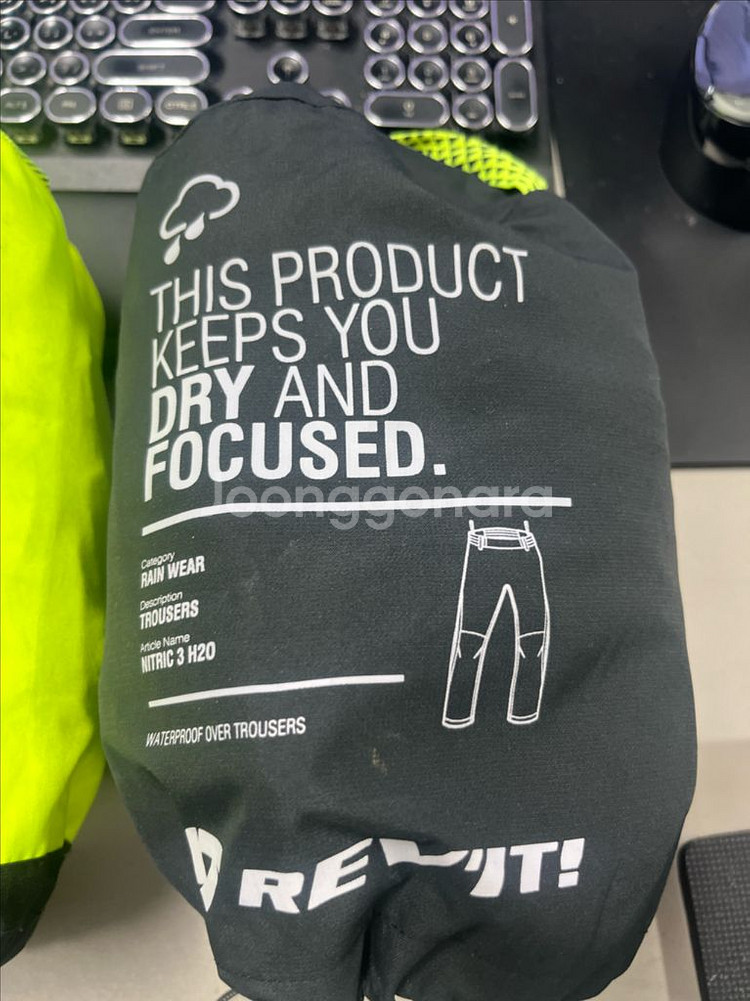 THIS PRODUCT
KEEPS YOU
DRY AND
FOCUSED.
Joonggonara
Category
RAIN WEAR
Description
TROUSERS
Article Name
NITRIC 3 H2O
WATERPROOF OVER TROUSERS
REV'IT!